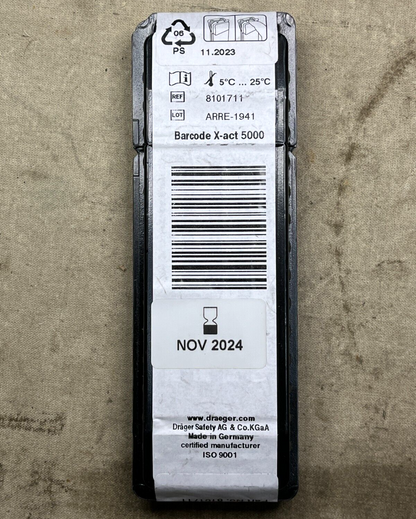 06
PS
11.2023
5°C ... 25°C
REF 8101711
LOT ARRE-1941
Barcode X-act 5000
NOV 2024
www.draeger.com
Dräger Safety AG & Co.KGaA
Made in Germany
certified manufacturer
ISO 9001